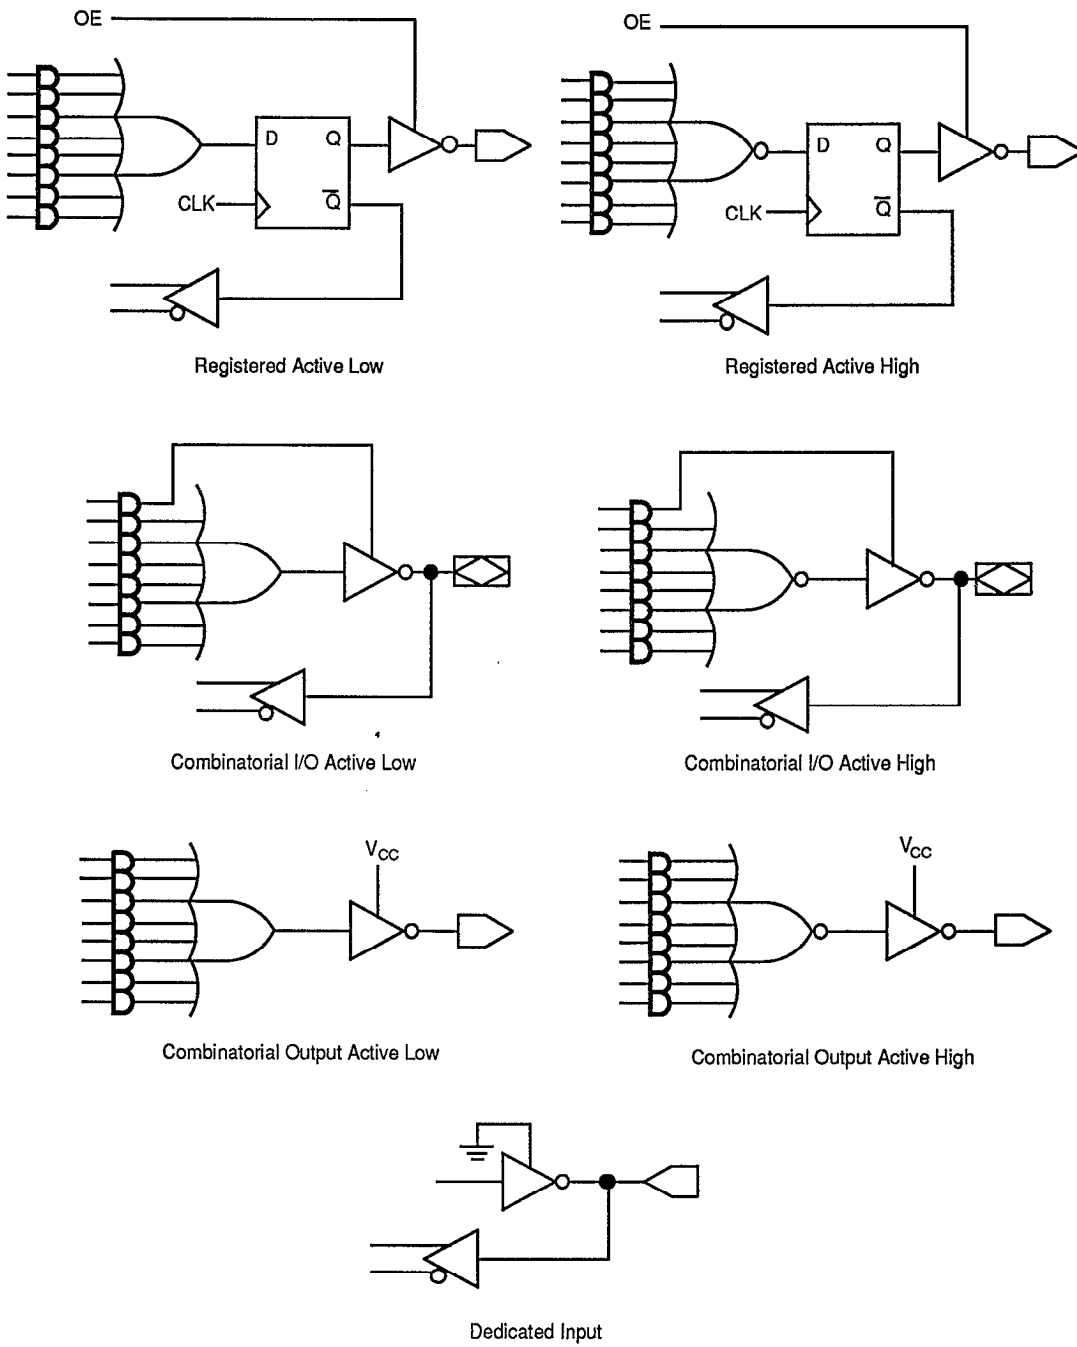 OE
D Q
CLK Q̅
Registered Active Low
OE
D Q
CLK Q̅
Registered Active High
Combinatorial I/O Active Low
Combinatorial I/O Active High
VCC
Combinatorial Output Active Low
VCC
Combinatorial Output Active High
Dedicated Input